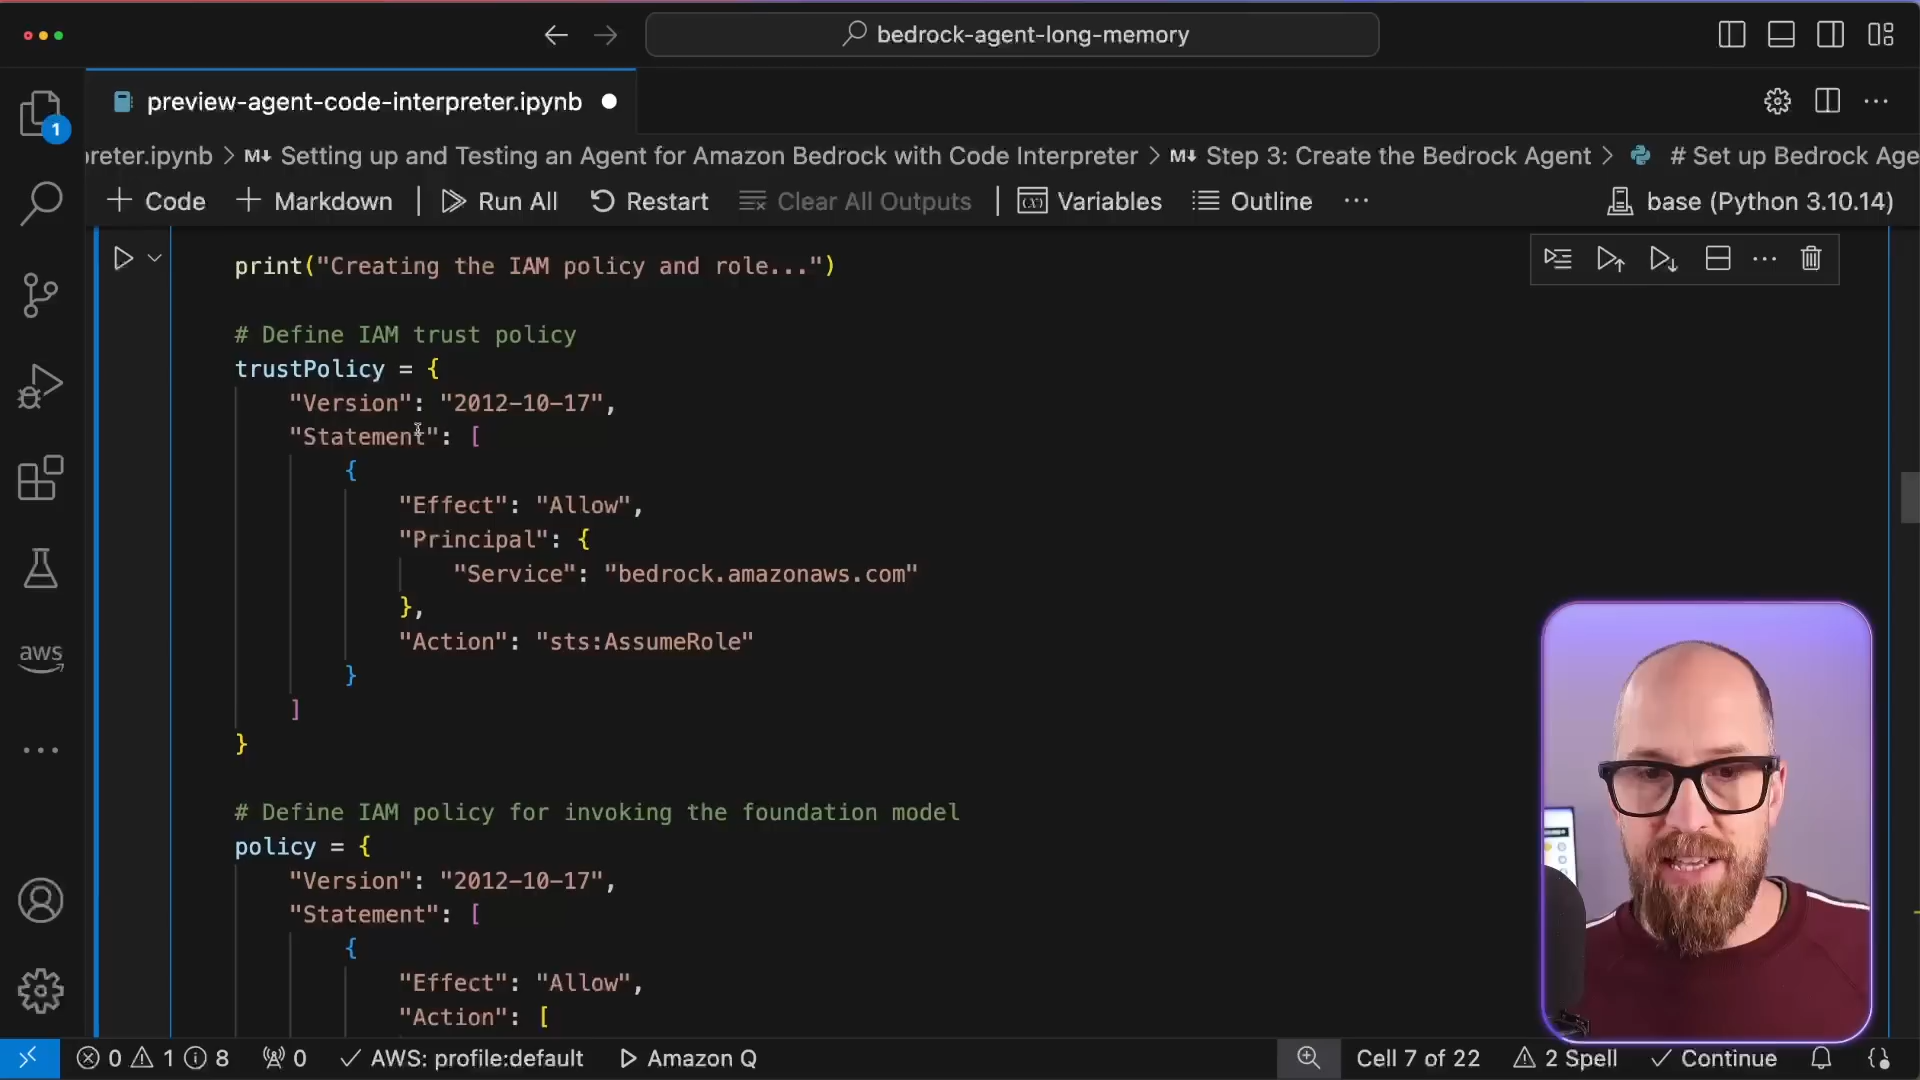 bedrock-agent-long-memory
preview-agent-code-interpreter.ipynb
1
preter.ipynb > M↓ Setting up and Testing an Agent for Amazon Bedrock with Code Interpreter > M↓ Step 3: Create the Bedrock Agent > # Set up Bedrock Age
+ Code + Markdown | Run All Restart Clear All Outputs | Variables Outline ... base (Python 3.10.14)
print("Creating the IAM policy and role...")
# Define IAM trust policy
trustPolicy = {
"Version": "2012-10-17",
"Statement": [
{
"Effect": "Allow",
"Principal": {
"Service": "bedrock.amazonaws.com"
},
"Action": "sts:AssumeRole"
}
]
}
# Define IAM policy for invoking the foundation model
policy = {
"Version": "2012-10-17",
"Statement": [
{
"Effect": "Allow",
"Action": [
aws
0 1 8 0 AWS: profile:default Amazon Q Cell 7 of 22 2 Spell Continue